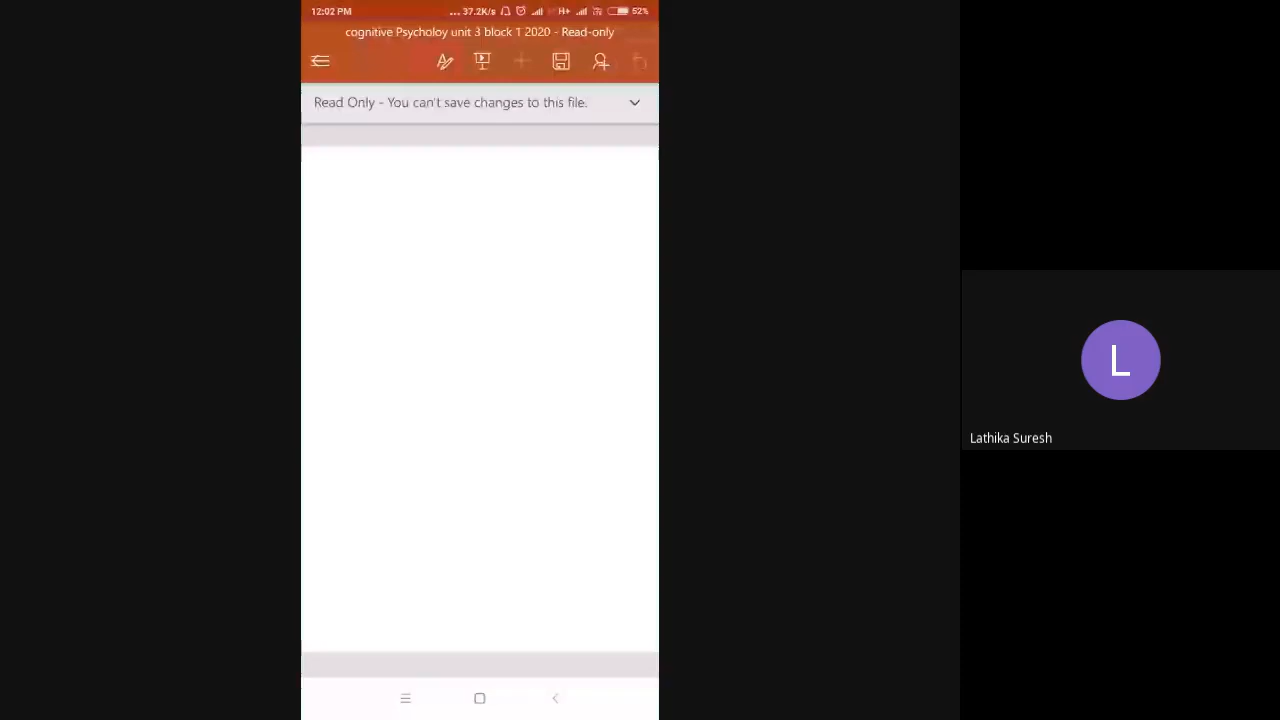 12:02 PM ... 37.2K/s H+ 52%
cognitive Psycholoy unit 3 block 1 2020 - Read-only
Read Only - You can't save changes to this file.
L
Lathika Suresh